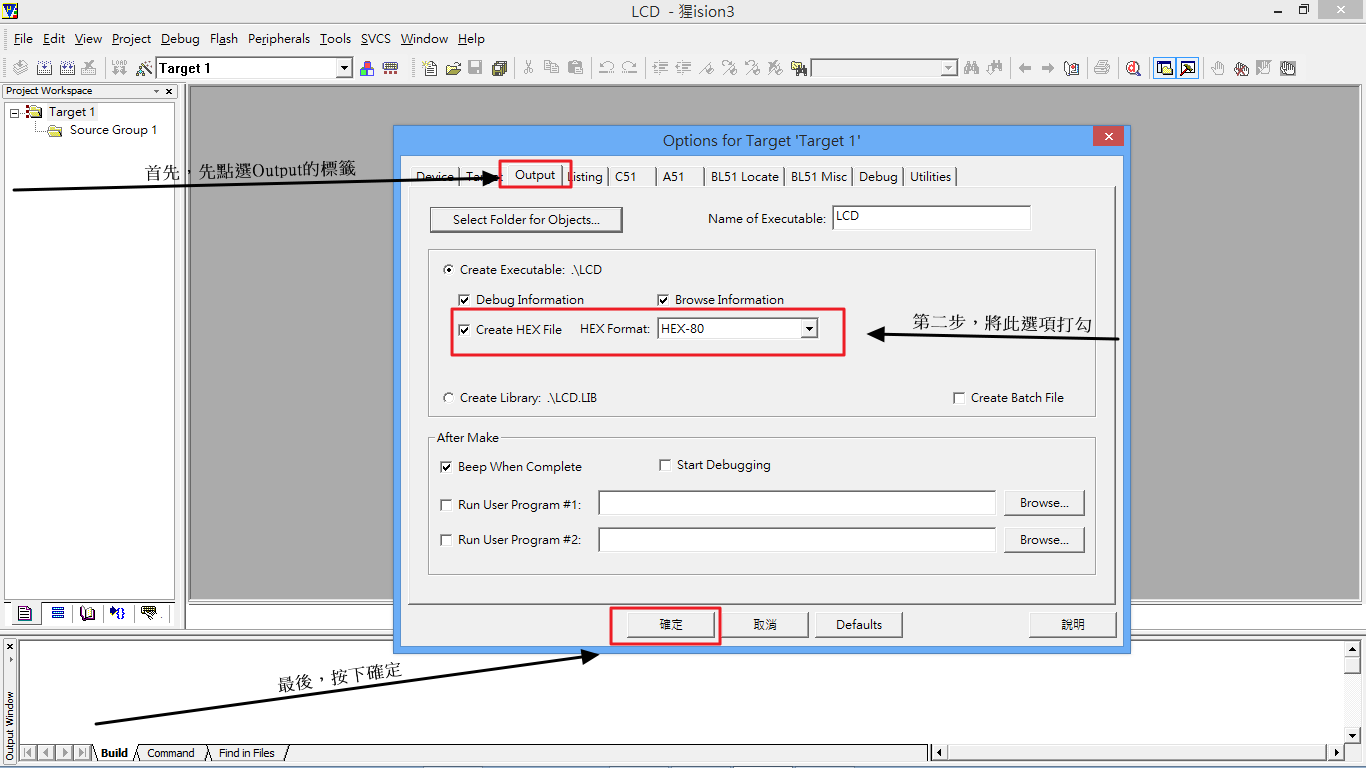 LCD - 猩ision3
File Edit View Project Debug Flash Peripherals Tools SVCS Window Help
LOAD Target 1
Project Workspace
Target 1
Source Group 1
Options for Target 'Target 1'
首先，先點選Output的標籤
Device Target Output Listing C51 A51 BL51 Locate BL51 Misc Debug Utilities
Select Folder for Objects... Name of Executable: LCD
Create Executable: .\LCD
Debug Information Browse Information
Create HEX File HEX Format: HEX-80
第二步，將此選項打勾
Create Library: .\LCD.LIB Create Batch File
After Make
Beep When Complete Start Debugging
Run User Program #1: Browse...
Run User Program #2: Browse...
確定 取消 Defaults 說明
最後，按下確定
Output Window
Build Command Find in Files